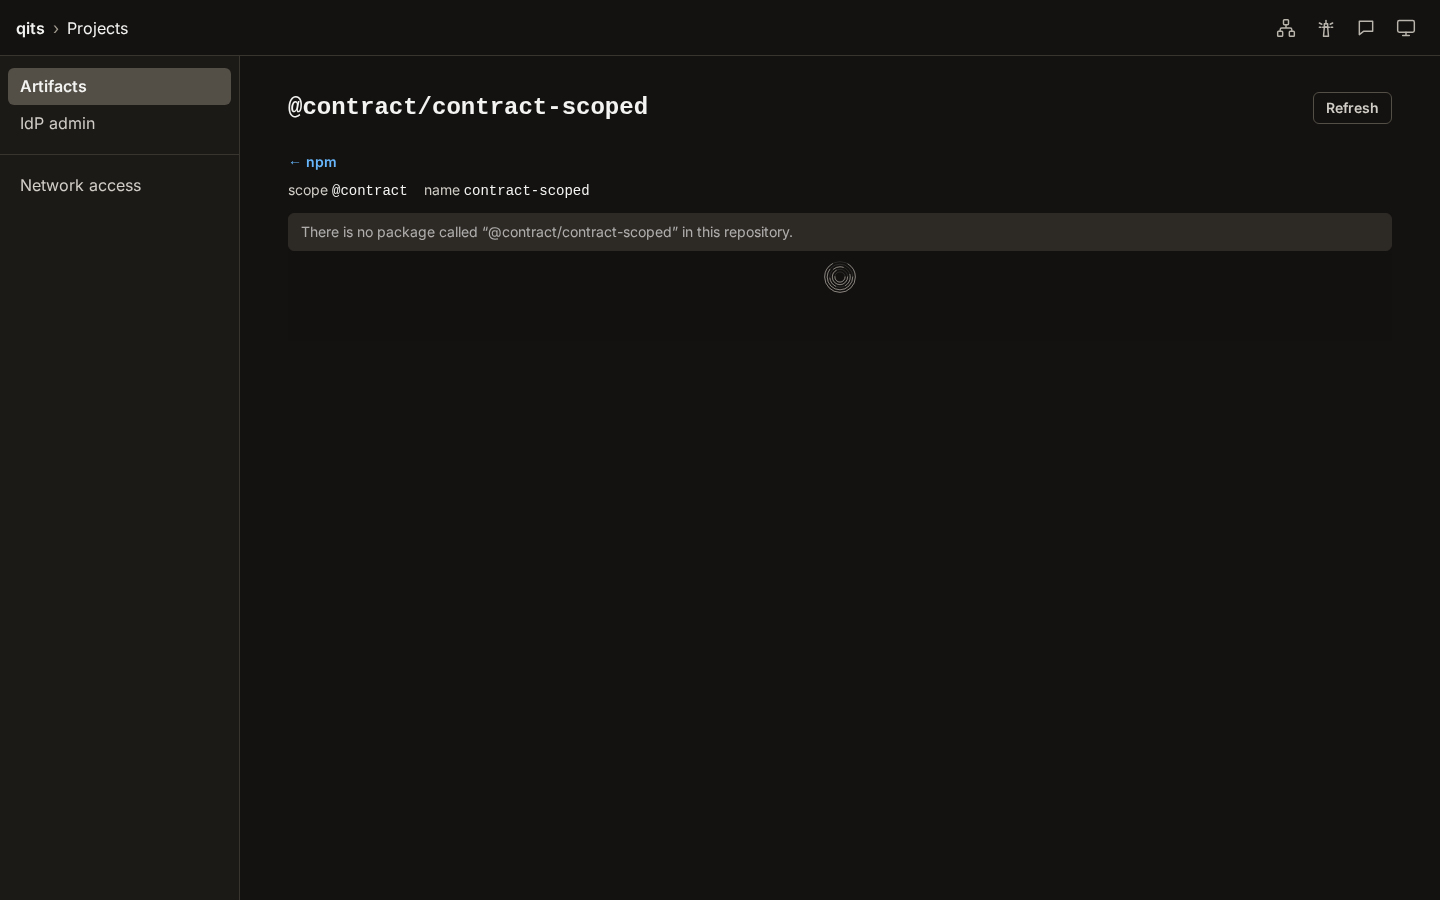 qits › Projects
Artifacts
IdP admin
Network access
@contract/contract-scoped
Refresh
← npm
scope @contract name contract-scoped
There is no package called “@contract/contract-scoped” in this repository.